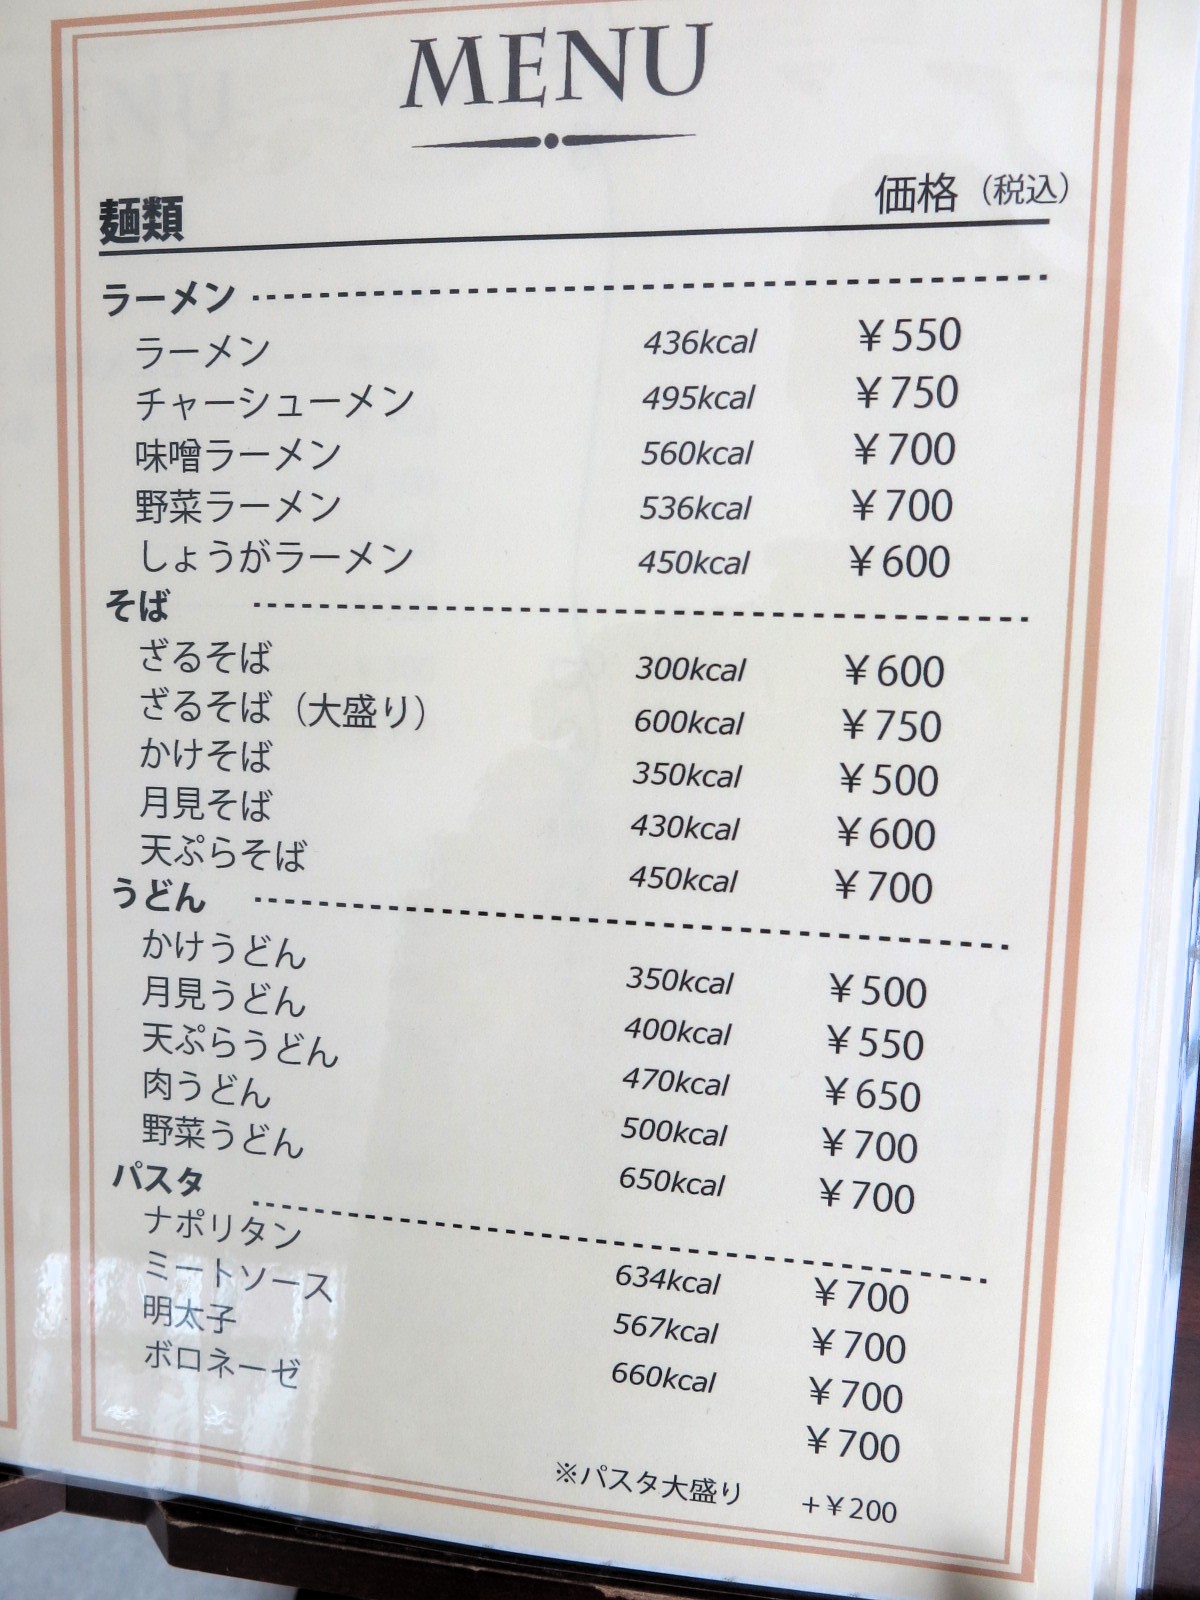 MENU
麺類 価格（税込）
ラーメン
ラーメン 436kcal ¥550
チャーシューメン 495kcal ¥750
味噌ラーメン 560kcal ¥700
野菜ラーメン 536kcal ¥700
しょうがラーメン 450kcal ¥600
そば
ざるそば 300kcal ¥600
ざるそば（大盛り） 600kcal ¥750
かけそば 350kcal ¥500
月見そば 430kcal ¥600
天ぷらそば 450kcal ¥700
うどん
かけうどん 350kcal ¥500
月見うどん 400kcal ¥550
天ぷらうどん 470kcal ¥650
肉うどん 500kcal ¥700
野菜うどん 650kcal ¥700
パスタ
ナポリタン 634kcal ¥700
ミートソース 567kcal ¥700
明太子 660kcal ¥700
ボロネーゼ ¥700
※パスタ大盛り +¥200